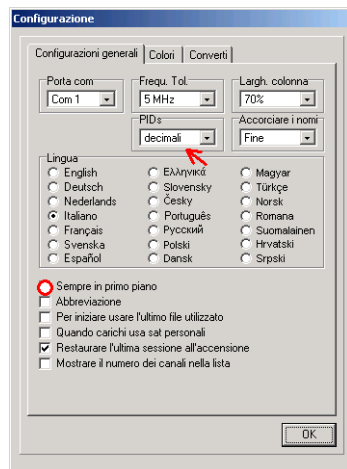 Configurazione
Configurazioni generali Colori Converti
Porta com Frequ. Tol. Largh. colonna
Com 1 5 MHz 70%
PIDs Accorciare i nomi
decimali Fine
Lingua
English Ελληνικά Magyar
Deutsch Slovensky Türkçe
Nederlands Česky Norsk
Italiano Português Romana
Français Русский Suomalainen
Svenska Polski Hrvatski
Español Dansk Srpski
Sempre in primo piano
Abbreviazione
Per iniziare usare l'ultimo file utilizzato
Quando carichi usa sat personali
Restaurare l'ultima sessione all'accensione
Mostrare il numero dei canali nella lista
OK